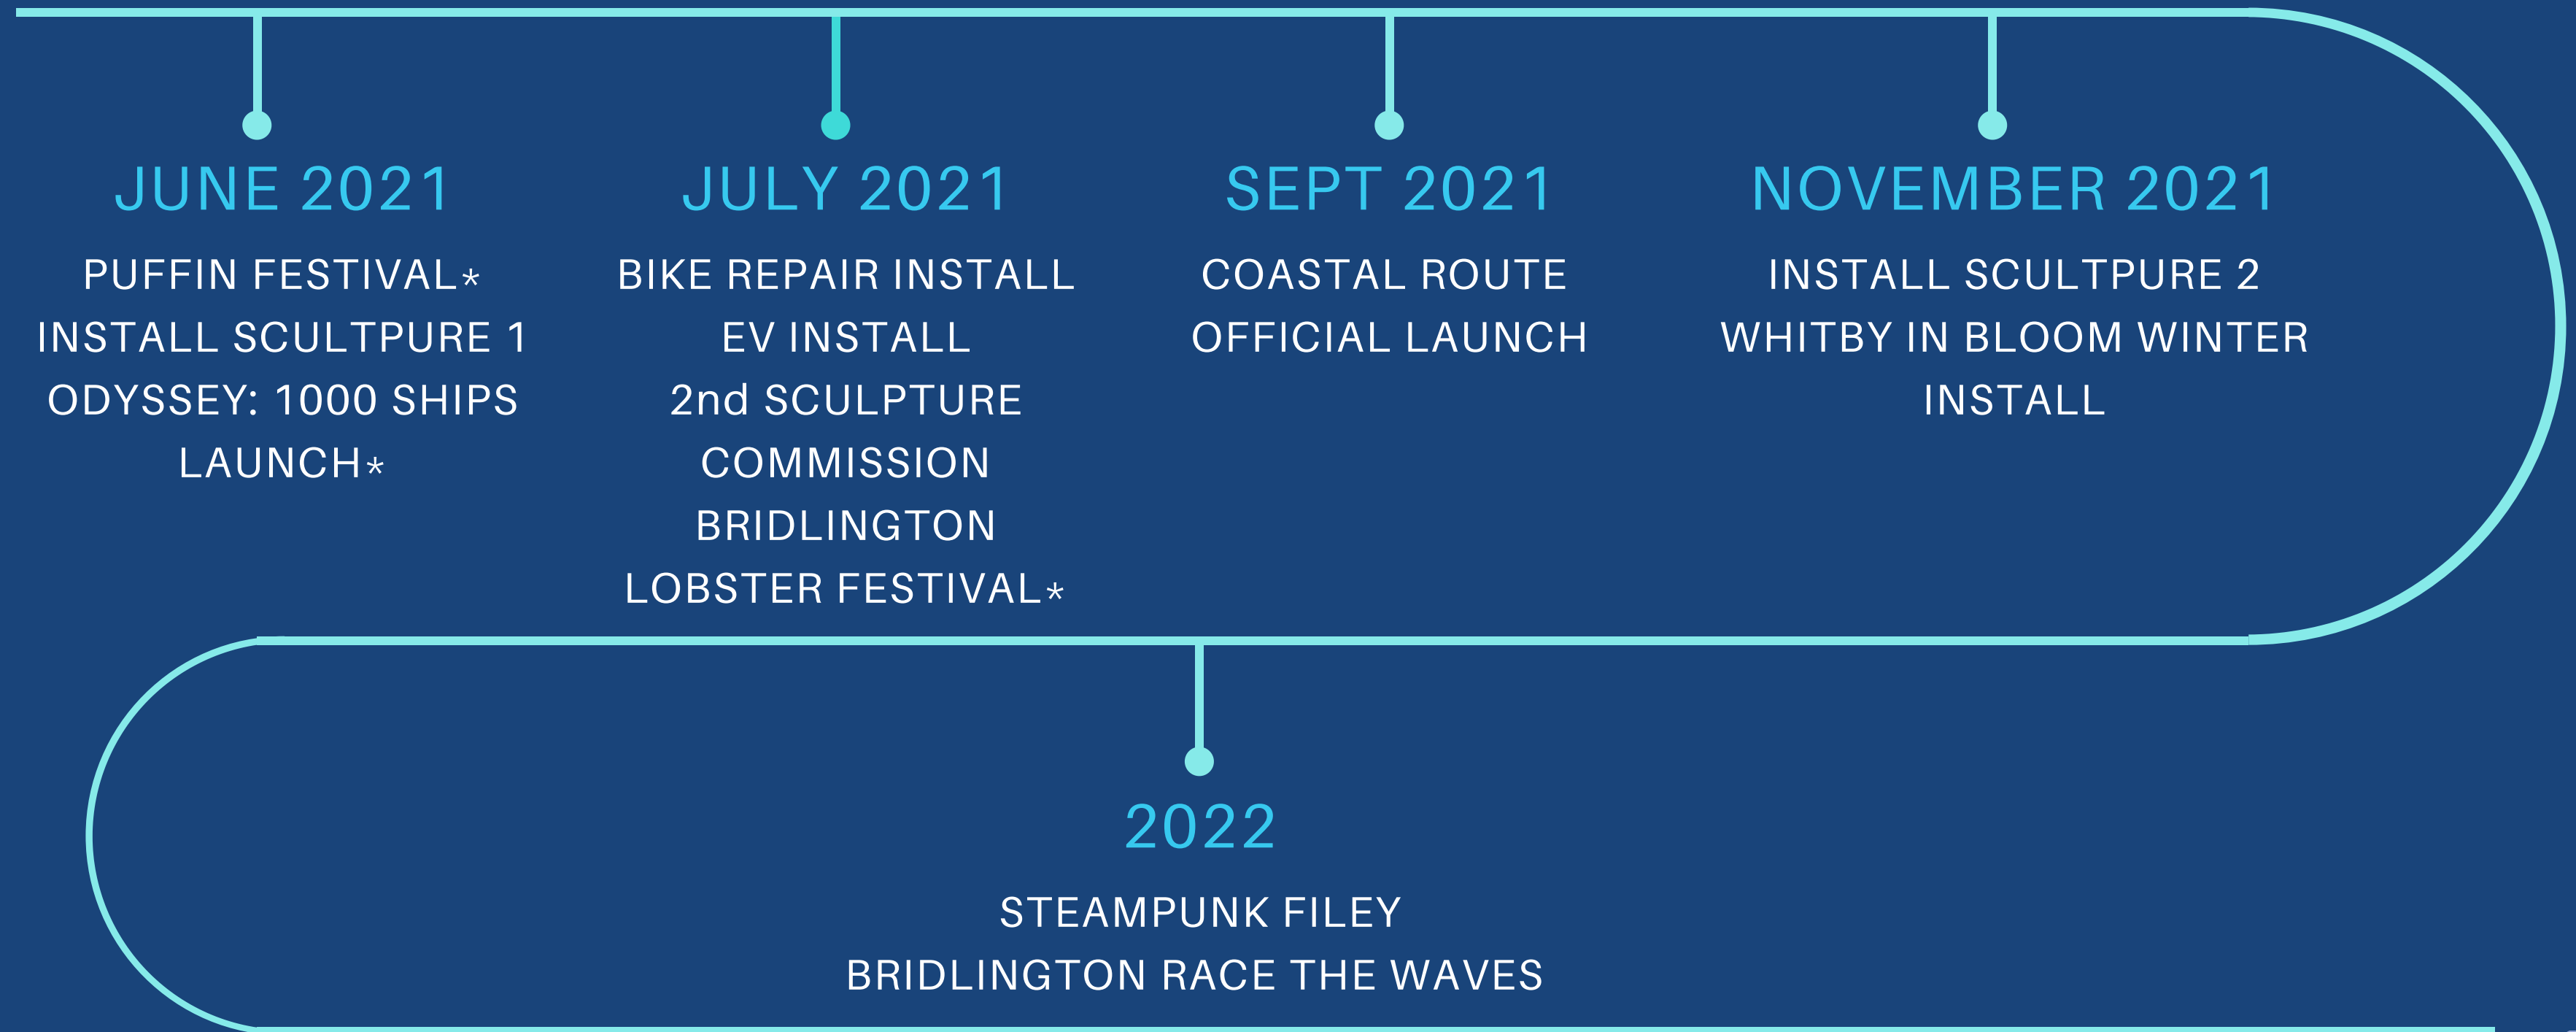 JUNE 2021
PUFFIN FESTIVAL*
INSTALL SCULTPURE 1
ODYSSEY: 1000 SHIPS
LAUNCH*
JULY 2021
BIKE REPAIR INSTALL
EV INSTALL
2nd SCULPTURE
COMMISSION
BRIDLINGTON
LOBSTER FESTIVAL*
SEPT 2021
COASTAL ROUTE
OFFICIAL LAUNCH
NOVEMBER 2021
INSTALL SCULTPURE 2
WHITBY IN BLOOM WINTER
INSTALL
2022
STEAMPUNK FILEY
BRIDLINGTON RACE THE WAVES